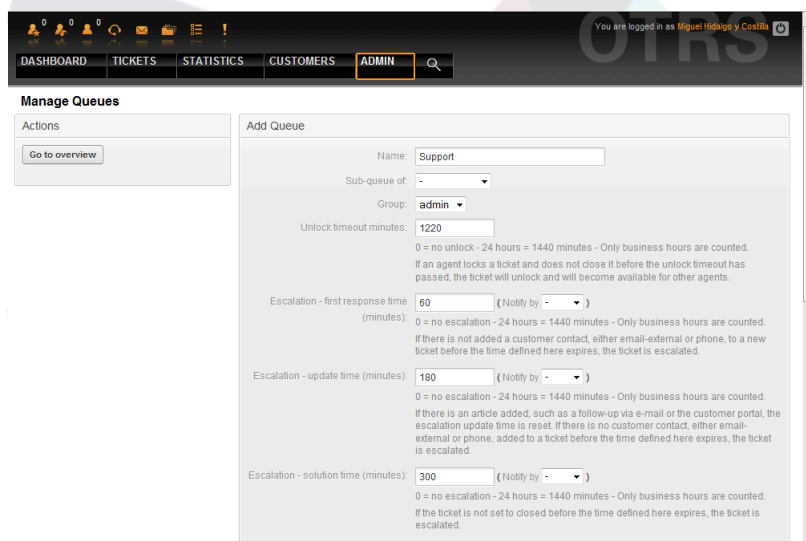 0 0 0
You are logged in as Miguel Hidalgo y Costilla
OTRS
DASHBOARD TICKETS STATISTICS CUSTOMERS ADMIN
Manage Queues
Actions
Go to overview
Add Queue
Name: Support
Sub-queue of: -
Group: admin
Unlock timeout minutes: 1220
0 = no unlock - 24 hours = 1440 minutes - Only business hours are counted.
If an agent locks a ticket and does not close it before the unlock timeout has
passed, the ticket will unlock and will become available for other agents.
Escalation - first response time 60 ( Notify by - )
(minutes):
0 = no escalation - 24 hours = 1440 minutes - Only business hours are counted.
If there is not added a customer contact, either email-external or phone, to a new
ticket before the time defined here expires, the ticket is escalated.
Escalation - update time (minutes): 180 ( Notify by - )
0 = no escalation - 24 hours = 1440 minutes - Only business hours are counted.
If there is an article added, such as a follow-up via e-mail or the customer portal, the
escalation update time is reset. If there is no customer contact, either email-
external or phone, added to a ticket before the time defined here expires, the ticket
is escalated.
Escalation - solution time (minutes): 300 ( Notify by - )
0 = no escalation - 24 hours = 1440 minutes - Only business hours are counted.
If the ticket is not set to closed before the time defined here expires, the ticket is
escalated.